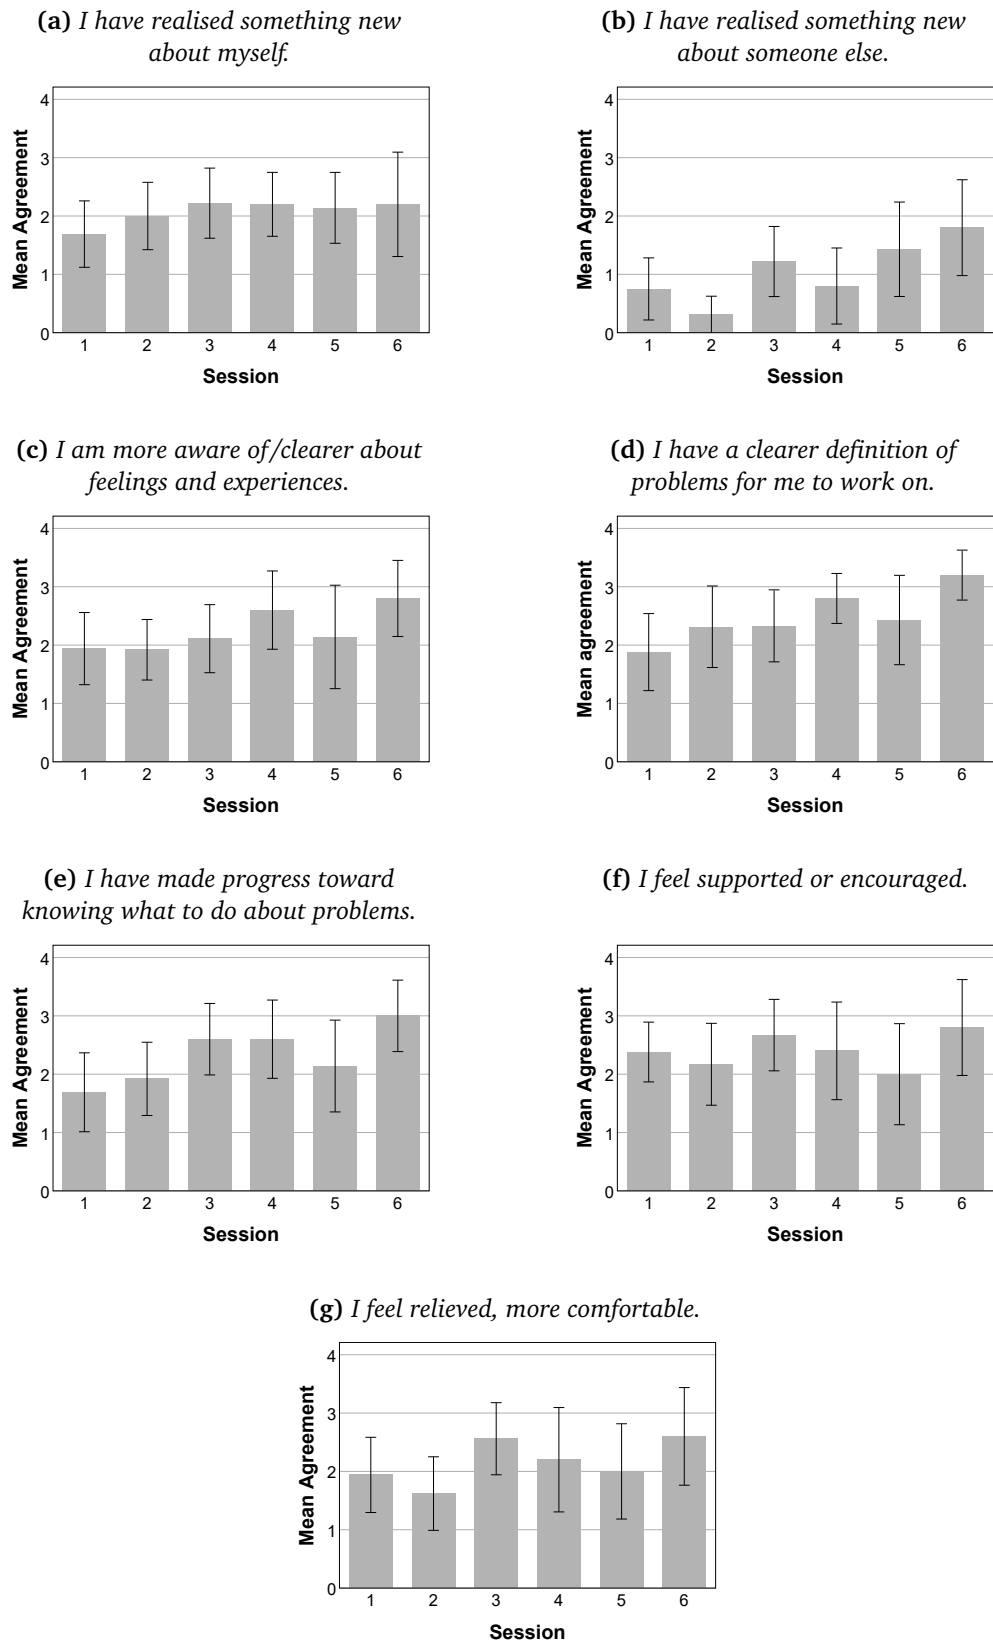 (a) I have realised something new
about myself.
4
3
2
1
0
Mean Agreement
1 2 3 4 5 6
Session
(b) I have realised something new
about someone else.
4
3
2
1
0
Mean Agreement
1 2 3 4 5 6
Session
(c) I am more aware of/clearer about
feelings and experiences.
4
3
2
1
0
Mean Agreement
1 2 3 4 5 6
Session
(d) I have a clearer definition of
problems for me to work on.
4
3
2
1
0
Mean agreement
1 2 3 4 5 6
Session
(e) I have made progress toward
knowing what to do about problems.
4
3
2
1
0
Mean Agreement
1 2 3 4 5 6
Session
(f) I feel supported or encouraged.
4
3
2
1
0
Mean Agreement
1 2 3 4 5 6
Session
(g) I feel relieved, more comfortable.
4
3
2
1
0
Mean Agreement
1 2 3 4 5 6
Session